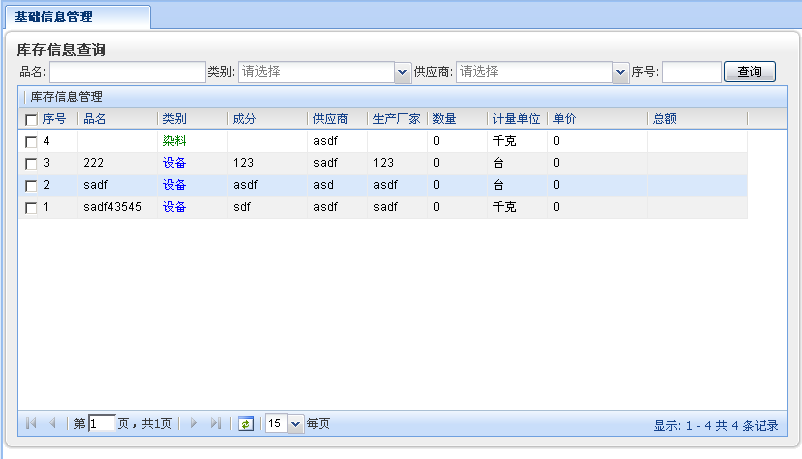 基础信息管理
库存信息查询
品名: 类别: 请选择 供应商: 请选择 序号: 查询
库存信息管理
序号 品名 类别 成分 供应商 生产厂家 数量 计量单位 单价 总额
4 染料 asdf 0 千克 0
3 222 设备 123 sadf 123 0 台 0
2 sadf 设备 asdf asd asdf 0 台 0
1 sadf43545 设备 sdf asdf sadf 0 千克 0
第 1 页，共1页 15 每页 显示: 1 - 4 共 4 条记录